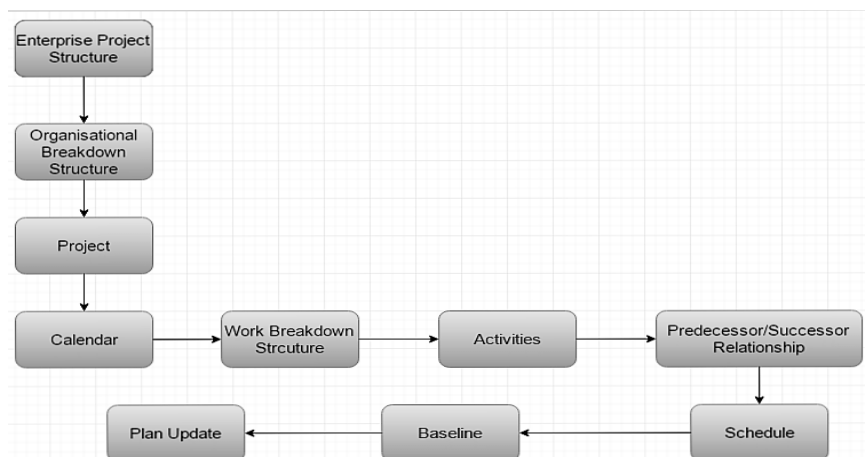 Enterprise Project
Structure
Organisational
Breakdown
Structure
Project
Calendar
Work Breakdown
Strcuture
Activities
Predecessor/Successor
Relationship
Plan Update
Baseline
Schedule